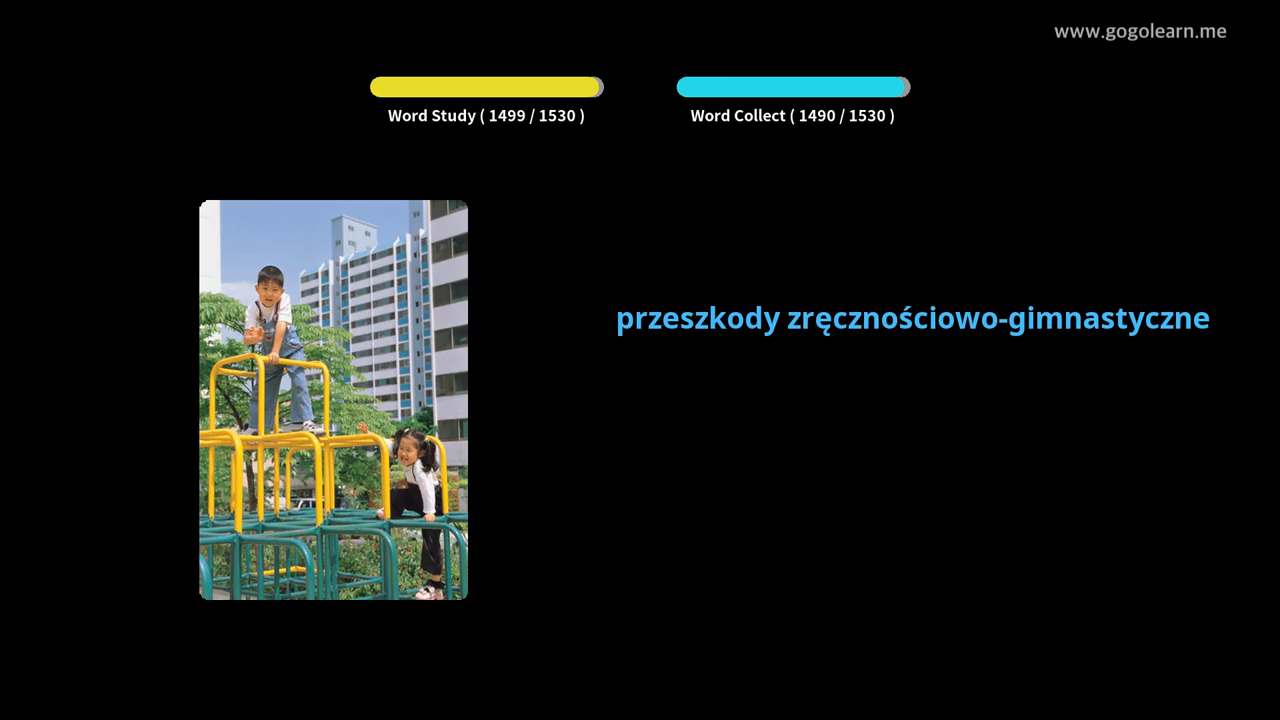 www.gogolearn.me
Word Study ( 1499 / 1530 )
Word Collect ( 1490 / 1530 )
przeszkody zręcznościowo-gimnastyczne